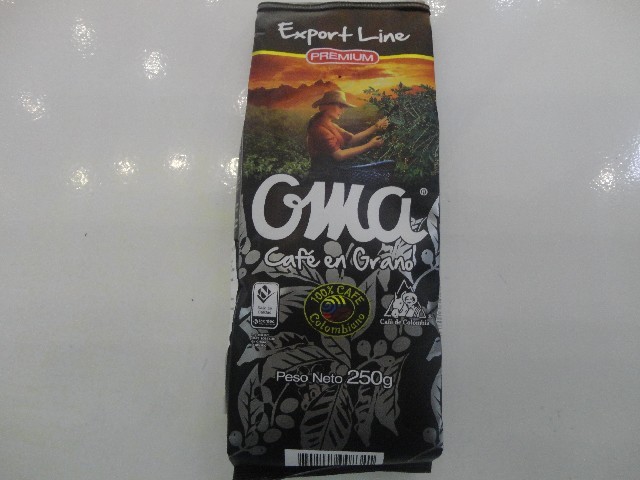 Export Line
PREMIUM
oma®
Café en Grano
100% CAFÉ
Colombiano
Café de Colombia
Peso Neto 250g